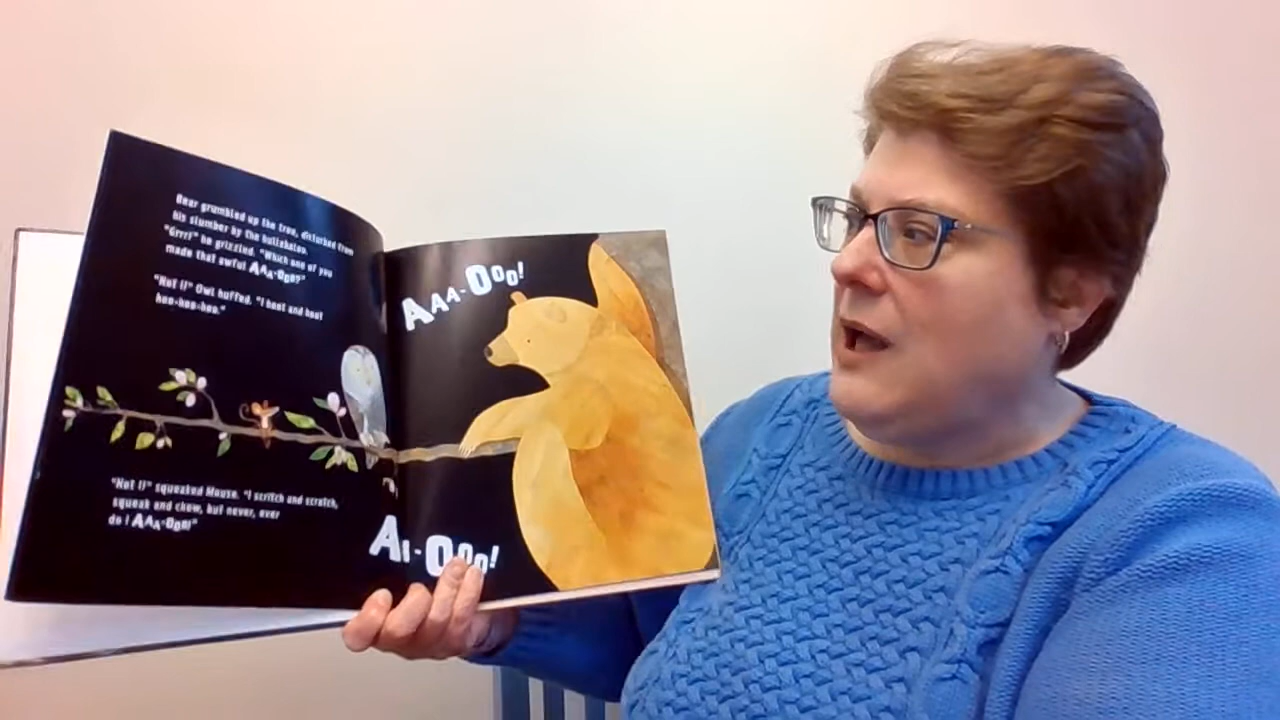 Bear grumbled up the tree, disturbed from
his slumber by the hullabaloo.
"Grrr!" he grizzled. "Which one of you
made that awful AAA-OOO?"
"Not I!" Owl huffed. "I hoot and hoot
hoo-hoo-hoo."
"Not I!" squeaked Mouse. "I scritch and scratch,
squeak and chew, but never, ever
do I AAA-OOO!"
AAA-OOO!
AI-OOO!